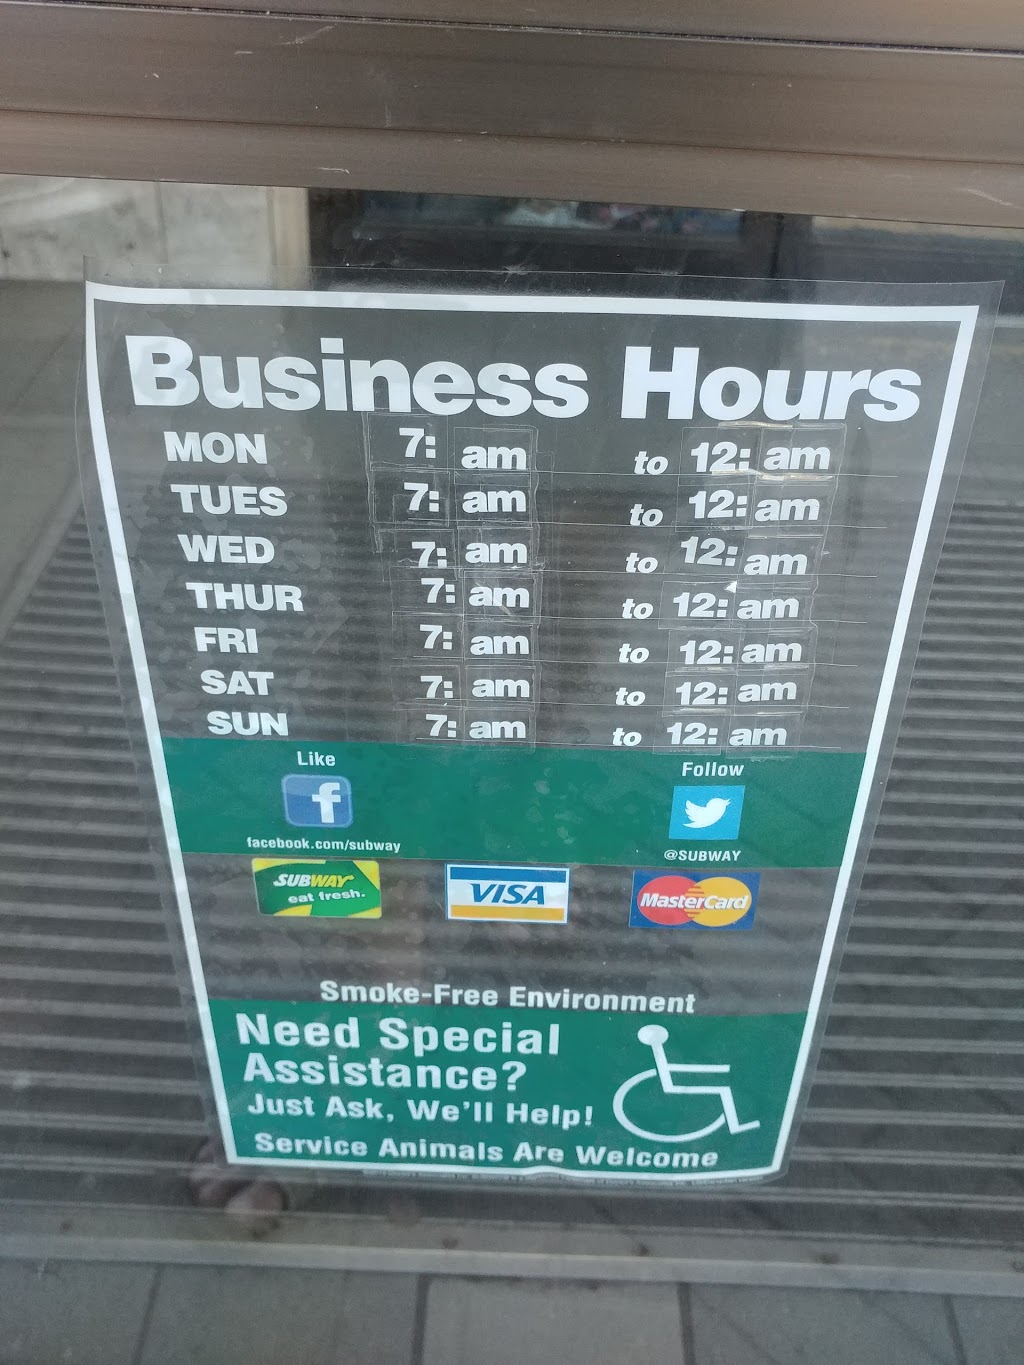 Business Hours
MON 7: am to 12: am
TUES 7: am to 12: am
WED 7: am to 12: am
THUR 7: am to 12: am
FRI 7: am to 12: am
SAT 7: am to 12: am
SUN 7: am to 12: am
Like Follow
f
facebook.com/subway @SUBWAY
SUBWAY VISA MasterCard
eat fresh.
Smoke-Free Environment
Need Special
Assistance?
Just Ask, We'll Help!
Service Animals Are Welcome